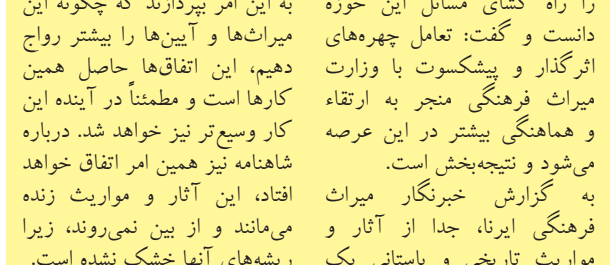 را راه گشای مسائل این حوزه
دانست و گفت: تعامل چهره‌های
اثرگذار و پیشکسوت با وزارت
میراث فرهنگی منجر به ارتقاء
و هماهنگی بیشتر در این عرصه
می‌شود و نتیجه‌بخش است.
به گزارش خبرنگار میراث
فرهنگی ایرنا، جدا از آثار و
مواریث تاریخی و باستانی یک
به این امر بپردازند که چگونه این
میراث‌ها و آیین‌ها را بیشتر رواج
دهیم، این اتفاق‌ها حاصل همین
کارها است و مطمئناً در آینده این
کار وسیع‌تر نیز خواهد شد. درباره
شاهنامه نیز همین امر اتفاق خواهد
افتاد، این آثار و مواریث زنده
می‌مانند و از بین نمی‌روند، زیرا
ریشه‌های آنها خشک نشده است.